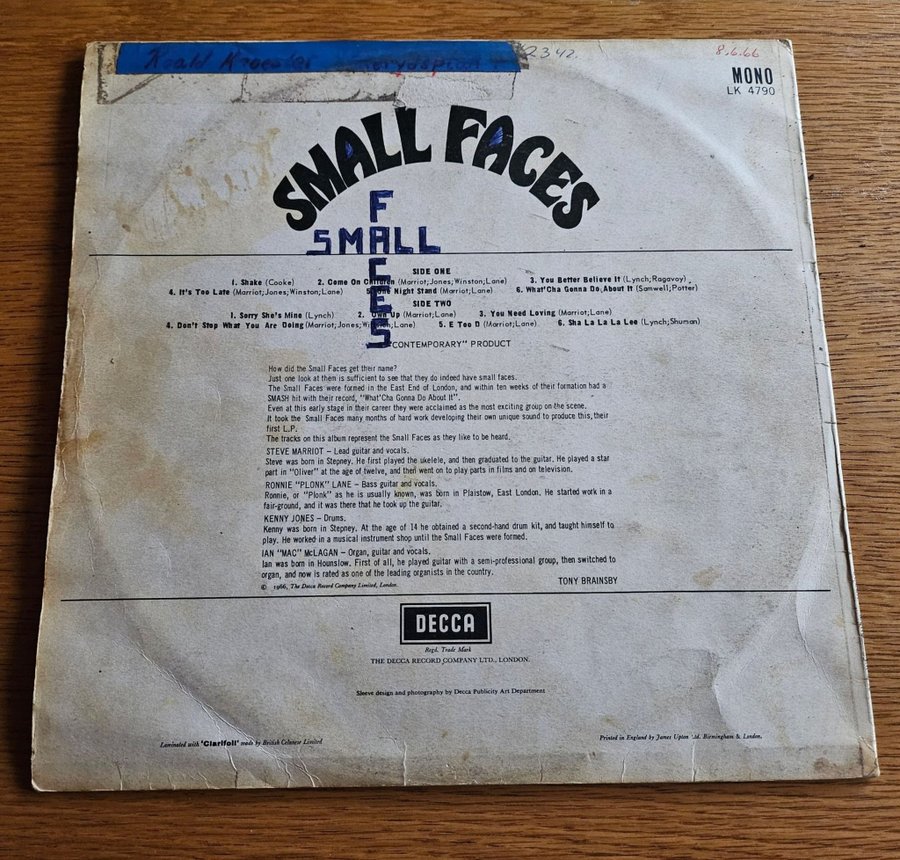 2342.
8.6.66
MONO
LK 4790
SMALL FACES
SMALL
FACES
SIDE ONE
1. Shake (Cooke) 2. Come On Children (Marriot;Jones;Winston;Lane) 3. You Better Believe It (Lynch;Ragavoy)
4. It's Too Late (Marriot;Jones;Winston;Lane) 5. One Night Stand (Marriot;Lane) 6. What'Cha Gonna Do About It (Samwell;Potter)
SIDE TWO
1. Sorry She's Mine (Lynch) 2. Own Up (Marriot;Lane) 3. You Need Loving (Marriot;Lane)
4. Don't Stop What You Are Doing (Marriot;Jones;Winston;Lane) 5. E Too D (Marriot;Lane) 6. Sha La La La Lee (Lynch;Shuman)
"CONTEMPORARY" PRODUCT
How did the Small Faces get their name?
Just one look at them is sufficient to see that they do indeed have small faces.
The Small Faces were formed in the East End of London, and within ten weeks of their formation had a
SMASH hit with their record, "What'Cha Gonna Do About It".
Even at this early stage in their career they were acclaimed as the most exciting group on the scene.
It took the Small Faces many months of hard work developing their own unique sound to produce this, their
first L.P.
The tracks on this album represent the Small Faces as they like to be heard.
STEVE MARRIOT – Lead guitar and vocals.
Steve was born in Stepney. He first played the ukelele, and then graduated to the guitar. He played a star
part in "Oliver" at the age of twelve, and then went on to play parts in films and on television.
RONNIE "PLONK" LANE – Bass guitar and vocals.
Ronnie, or "Plonk" as he is usually known, was born in Plaistow, East London. He started work in a
fair-ground, and it was there that he took up the guitar.
KENNY JONES – Drums.
Kenny was born in Stepney. At the age of 14 he obtained a second-hand drum kit, and taught himself to
play. He worked in a musical instrument shop until the Small Faces were formed.
IAN "MAC" McLAGAN – Organ, guitar and vocals.
Ian was born in Hounslow. First of all, he played guitar with a semi-professional group, then switched to
organ, and now is rated as one of the leading organists in the country.
TONY BRAINSBY
© 1966, The Decca Record Company Limited, London.
DECCA
Regd. Trade Mark
THE DECCA RECORD COMPANY LTD., LONDON.
Sleeve design and photography by Decca Publicity Art Department
Laminated with 'Clarifoil' made by British Celanese Limited
Printed in England by James Upton Ltd. Birmingham & London.